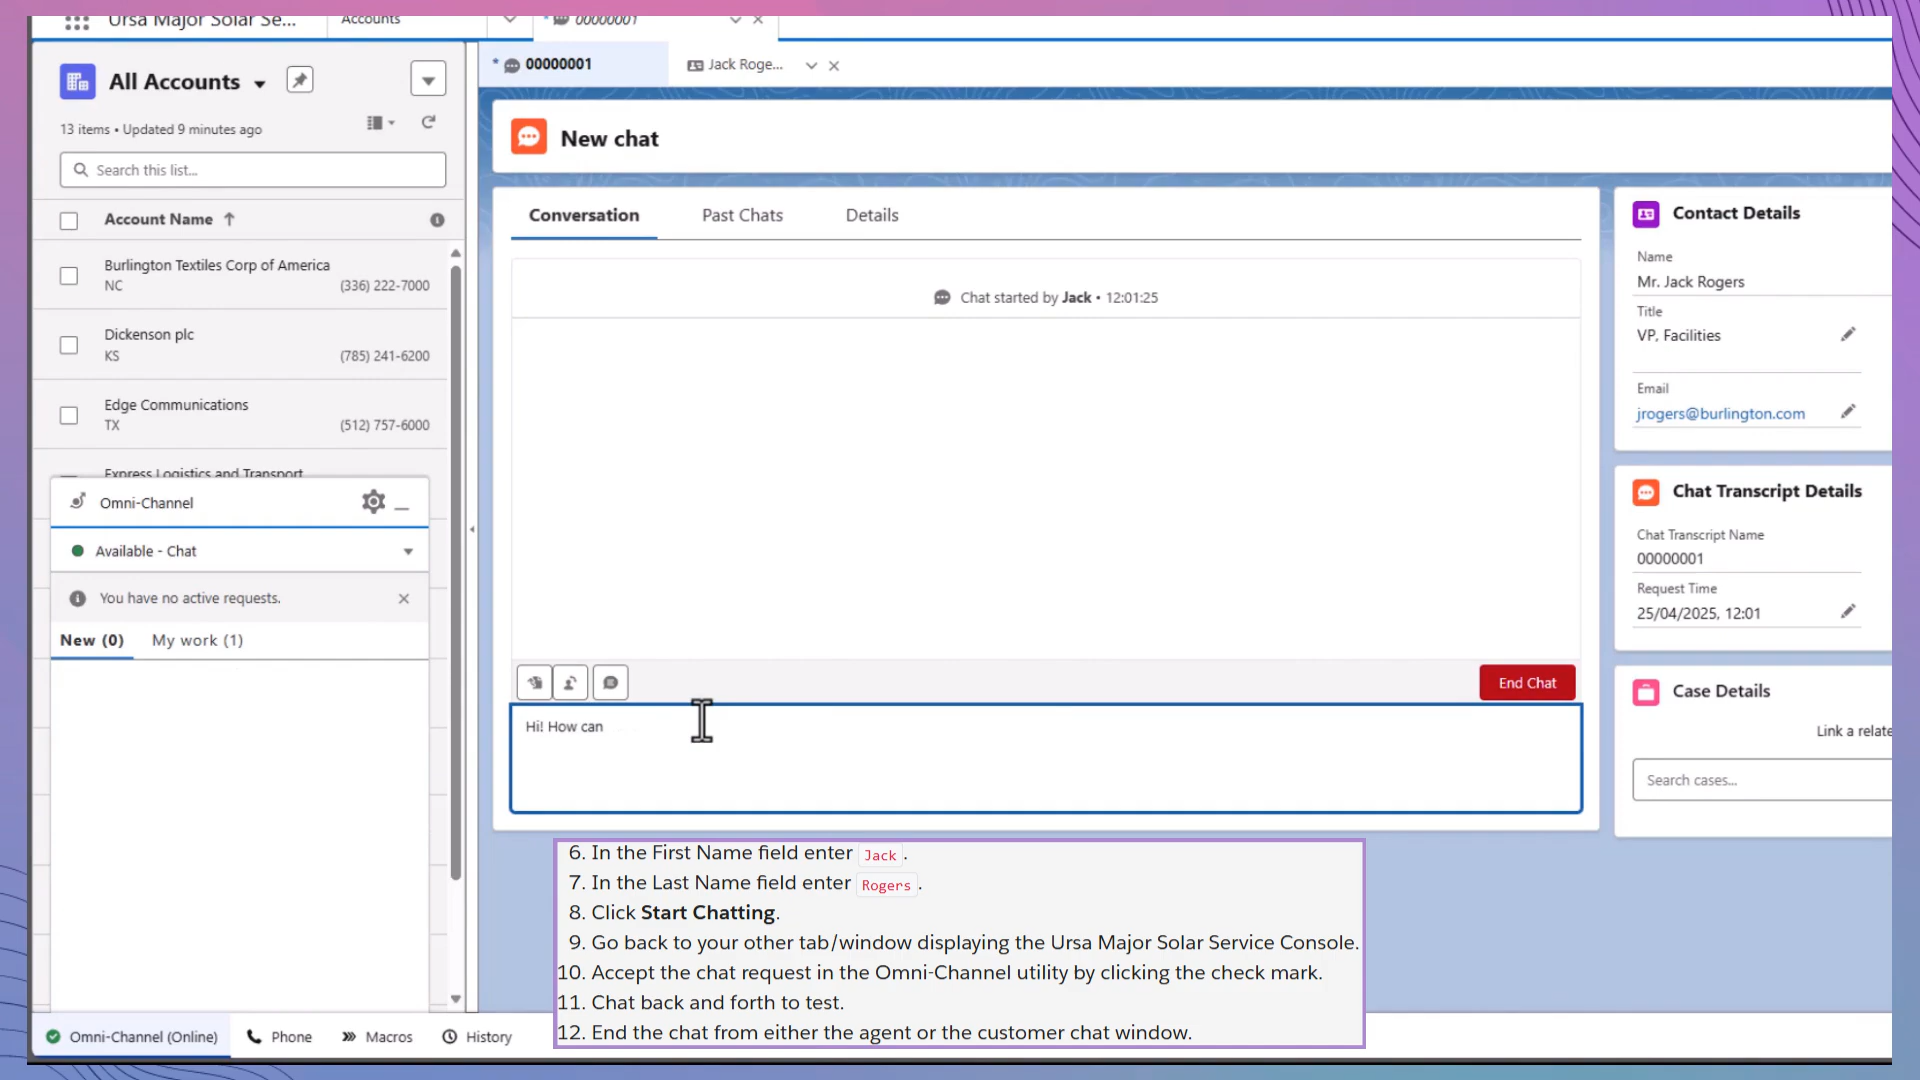 Ursa Major Solar Se...
Accounts
* 00000001
All Accounts
13 items • Updated 9 minutes ago
Search this list...
Account Name ↑
Burlington Textiles Corp of America
NC
(336) 222-7000
Dickenson plc
KS
(785) 241-6200
Edge Communications
TX
(512) 757-6000
Express Logistics and Transport
Omni-Channel
Available - Chat
You have no active requests.
New (0)
My work (1)
* 00000001
Jack Roge...
New chat
Conversation
Past Chats
Details
Chat started by Jack • 12:01:25
End Chat
Hi! How can
Contact Details
Name
Mr. Jack Rogers
Title
VP, Facilities
Email
jrogers@burlington.com
Chat Transcript Details
Chat Transcript Name
00000001
Request Time
25/04/2025, 12:01
Case Details
Link a relate
Search cases...
6. In the First Name field enter Jack.
7. In the Last Name field enter Rogers.
8. Click Start Chatting.
9. Go back to your other tab/window displaying the Ursa Major Solar Service Console.
10. Accept the chat request in the Omni-Channel utility by clicking the check mark.
11. Chat back and forth to test.
12. End the chat from either the agent or the customer chat window.
Omni-Channel (Online)
Phone
Macros
History